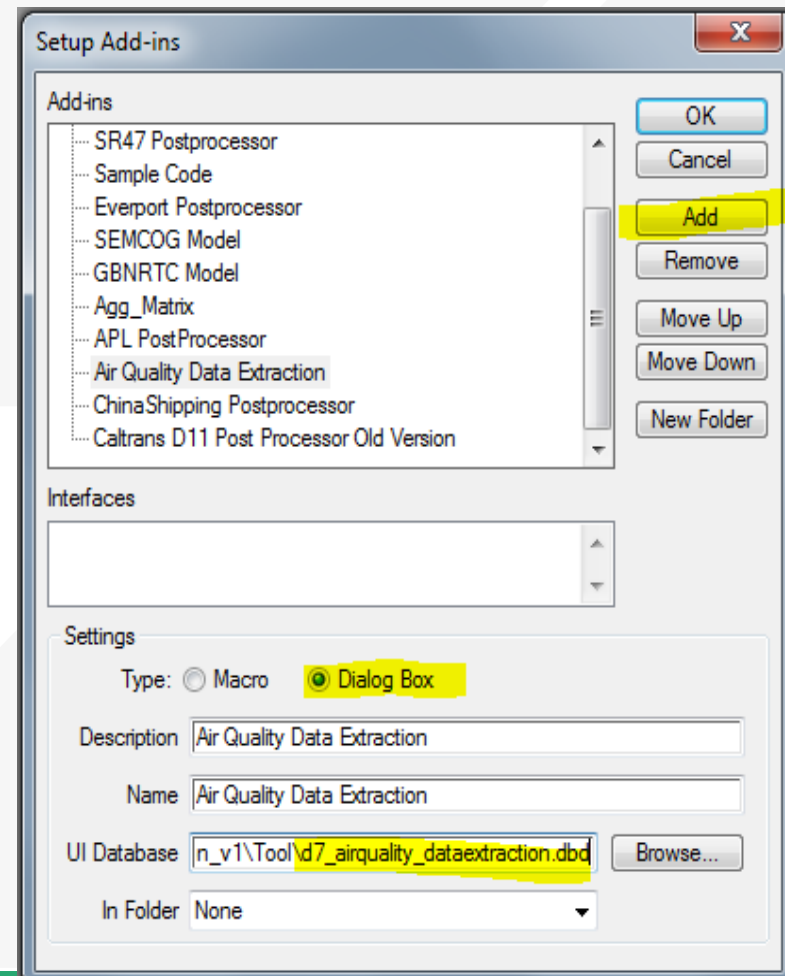 Setup Add-ins
Add-ins
SR47 Postprocessor
Sample Code
Everport Postprocessor
SEMCOG Model
GBNRTC Model
Agg_Matrix
APL PostProcessor
Air Quality Data Extraction
ChinaShipping Postprocessor
Caltrans D11 Post Processor Old Version
OK
Cancel
Add
Remove
Move Up
Move Down
New Folder
Interfaces
Settings
Type: Macro Dialog Box
Description Air Quality Data Extraction
Name Air Quality Data Extraction
UI Database n_v1\Tool\d7_airquality_dataextraction.dbd Browse...
In Folder None